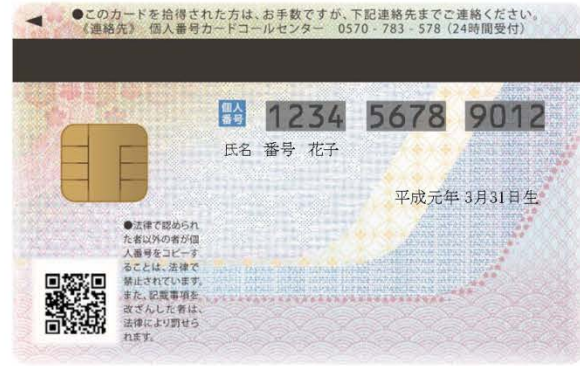 ●このカードを拾得された方は、お手数ですが、下記連絡先までご連絡ください。
《連絡先》 個人番号カードコールセンター 0570-783-578（24時間受付）
個人番号 1234 5678 9012
氏名 番号 花子
平成元年 3月31日生
●法律で認められ
た者以外の者が個
人番号をコピーす
ることは、法律で
禁止されています。
また、記載事項を
改ざんした者は、
法律により罰せら
れます。